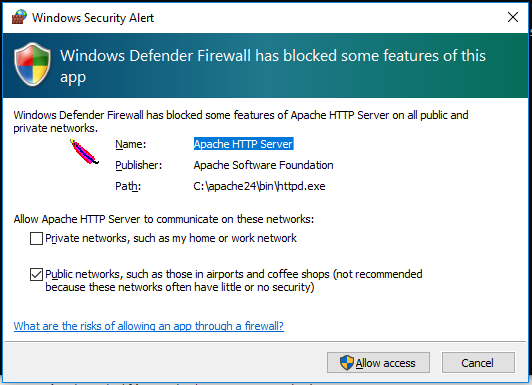 Windows Security Alert
Windows Defender Firewall has blocked some features of this
app
Windows Defender Firewall has blocked some features of Apache HTTP Server on all public and
private networks.
Name: Apache HTTP Server
Publisher: Apache Software Foundation
Path: C:\apache24\bin\httpd.exe
Allow Apache HTTP Server to communicate on these networks:
Private networks, such as my home or work network
Public networks, such as those in airports and coffee shops (not recommended
because these networks often have little or no security)
What are the risks of allowing an app through a firewall?
Allow access Cancel